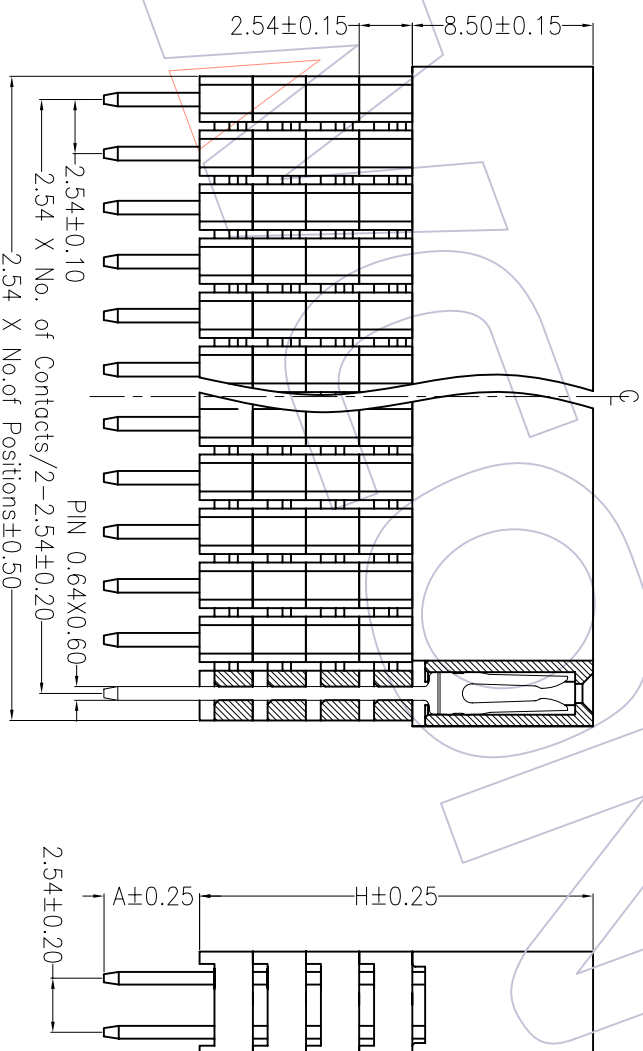 2.54±0.15
8.50±0.15
2.54±0.10
2.54 X No. of Contacts/2-2.54±0.20
2.54 X No.of Positions±0.50
PIN 0.64X0.60
C
A±0.25
H±0.25
2.54±0.20